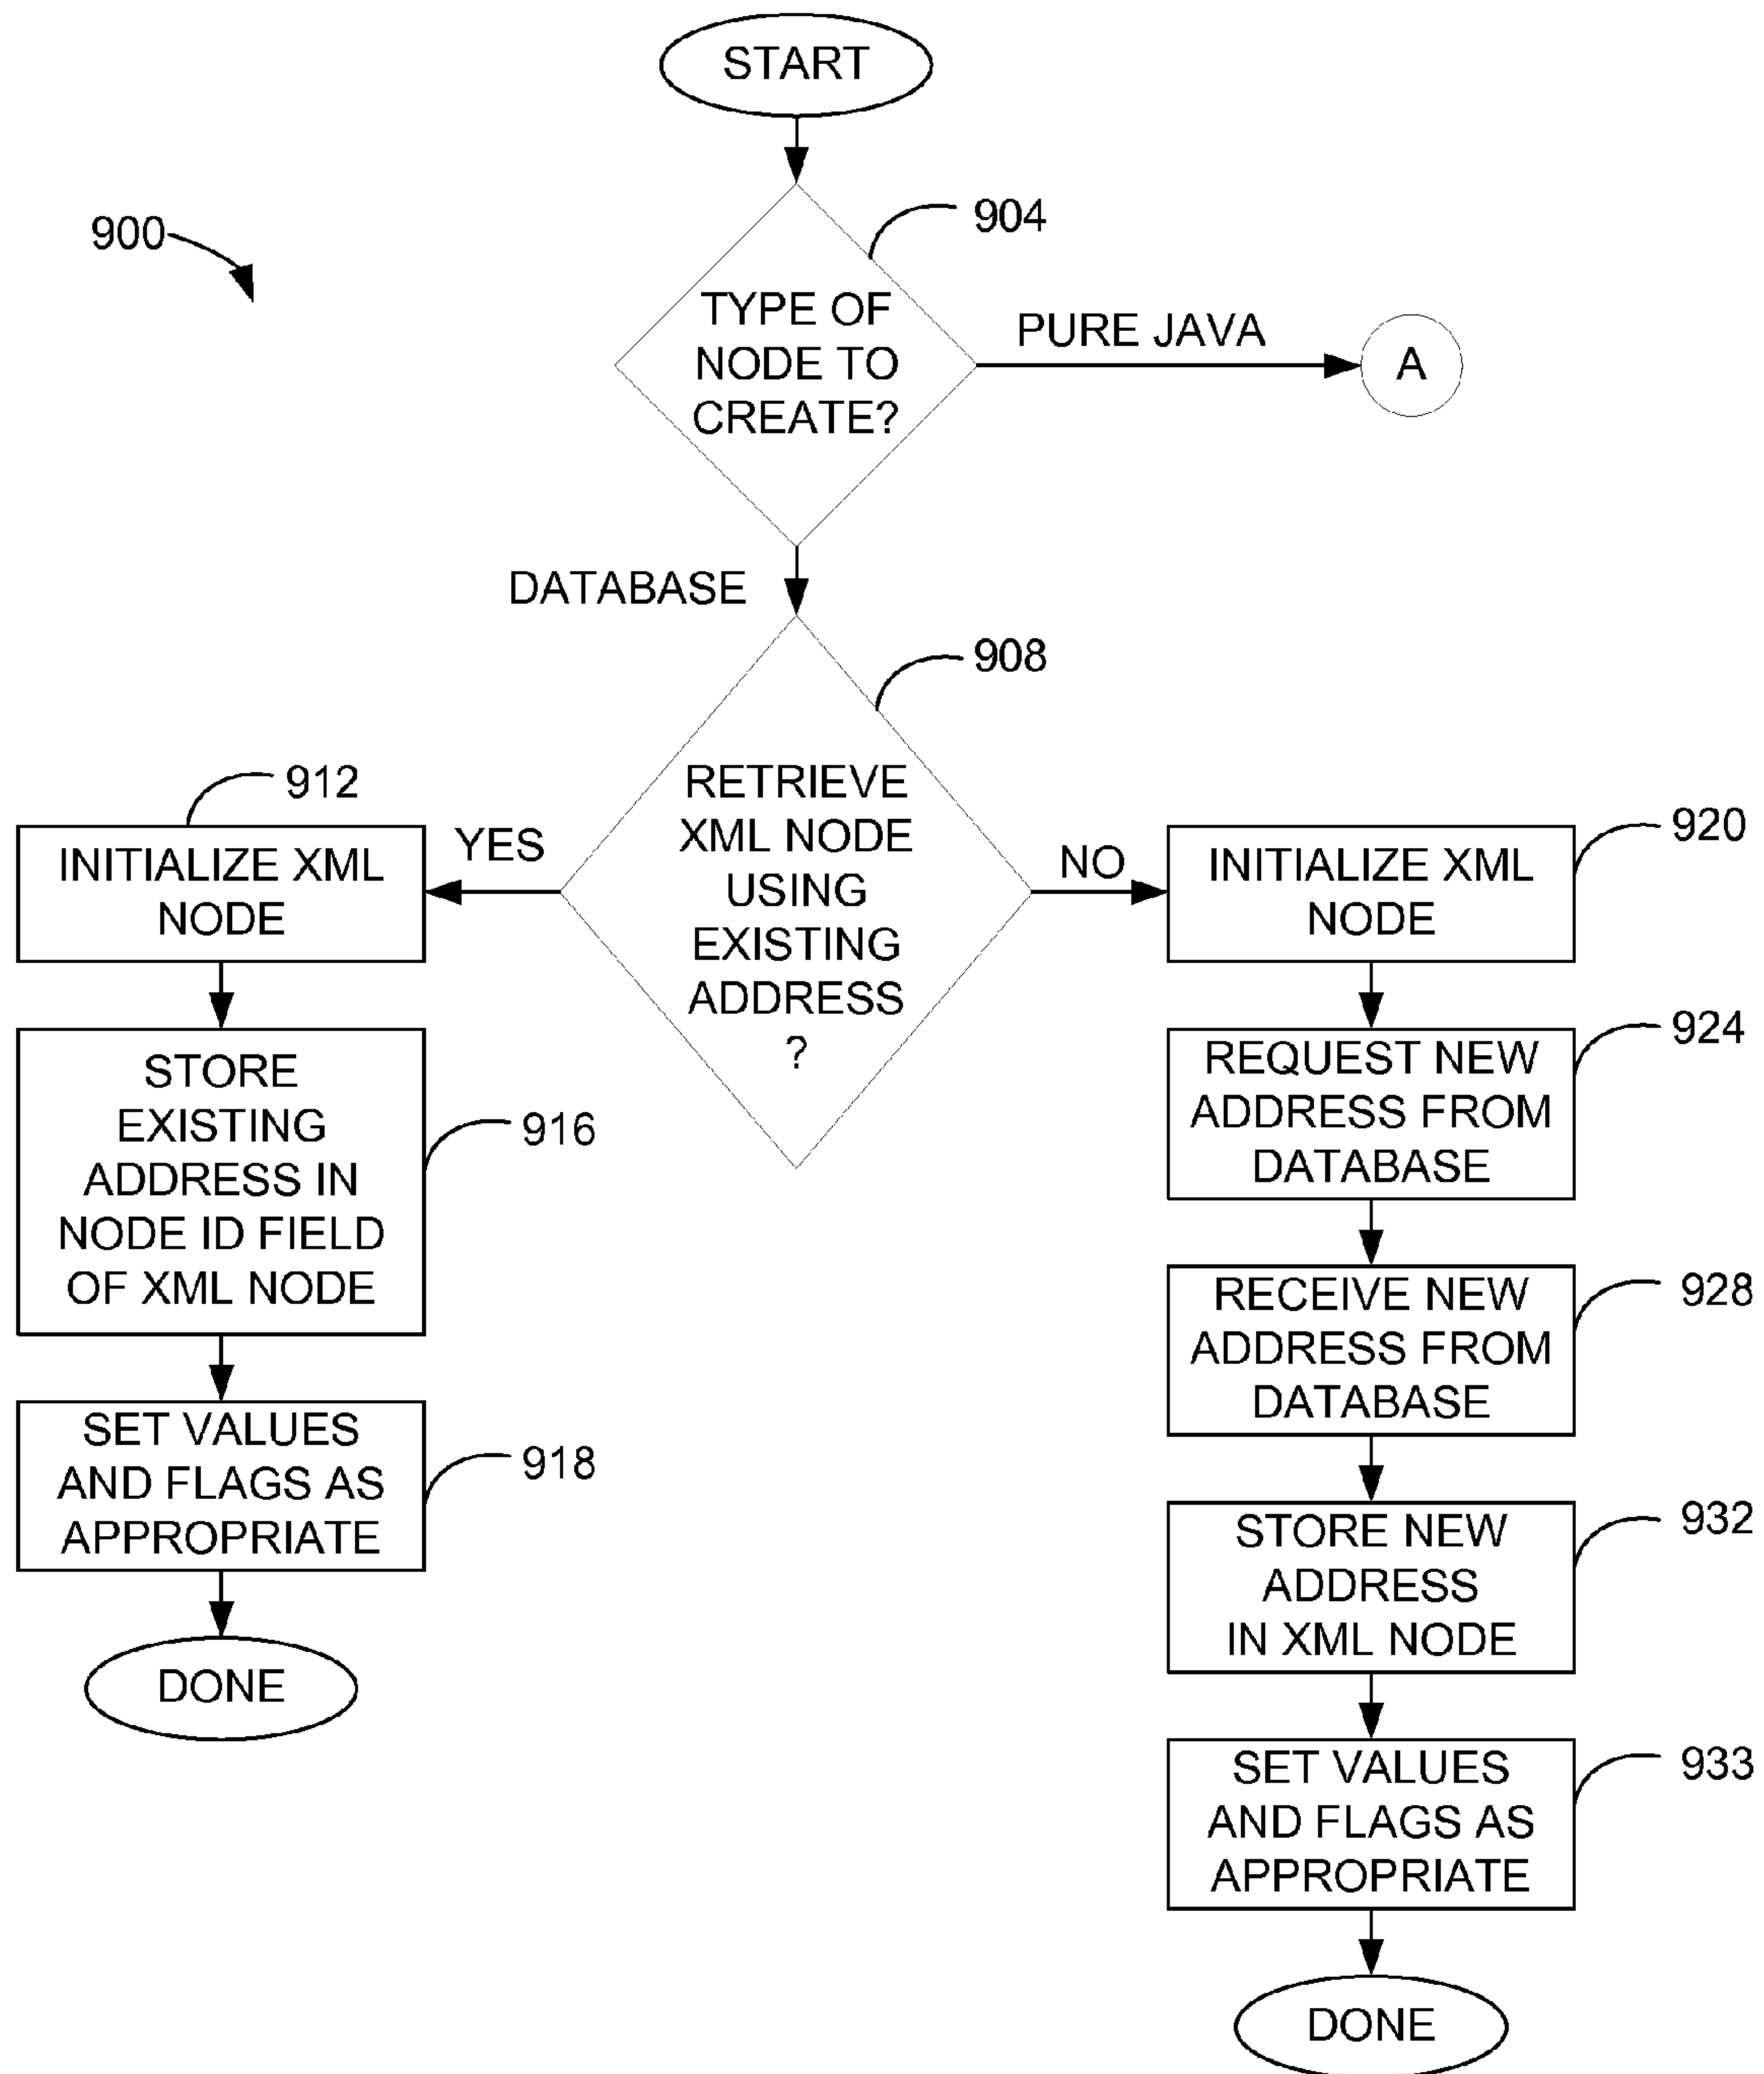 START
900
904
TYPE OF
NODE TO
CREATE?
PURE JAVA
A
DATABASE
908
RETRIEVE
XML NODE
USING
EXISTING
ADDRESS
?
YES
912
INITIALIZE XML
NODE
STORE
EXISTING
ADDRESS IN
NODE ID FIELD
OF XML NODE
916
SET VALUES
AND FLAGS AS
APPROPRIATE
918
DONE
NO
920
INITIALIZE XML
NODE
924
REQUEST NEW
ADDRESS FROM
DATABASE
928
RECEIVE NEW
ADDRESS FROM
DATABASE
932
STORE NEW
ADDRESS
IN XML NODE
933
SET VALUES
AND FLAGS AS
APPROPRIATE
DONE